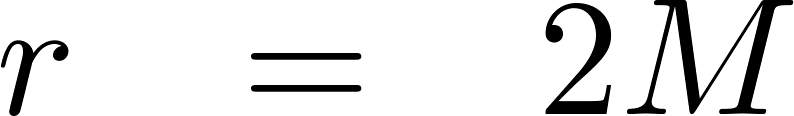 r = 2M